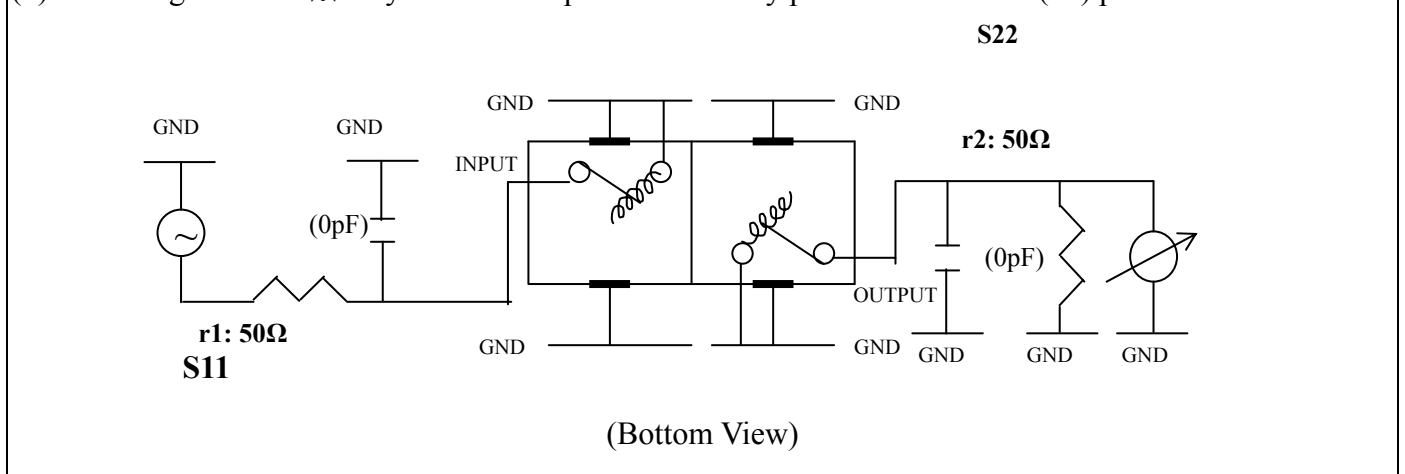 S22
GND
GND
GND
GND
r2: 50Ω
INPUT
(0pF)
(0pF)
OUTPUT
r1: 50Ω
S11
GND
GND
GND
GND
GND
(Bottom View)